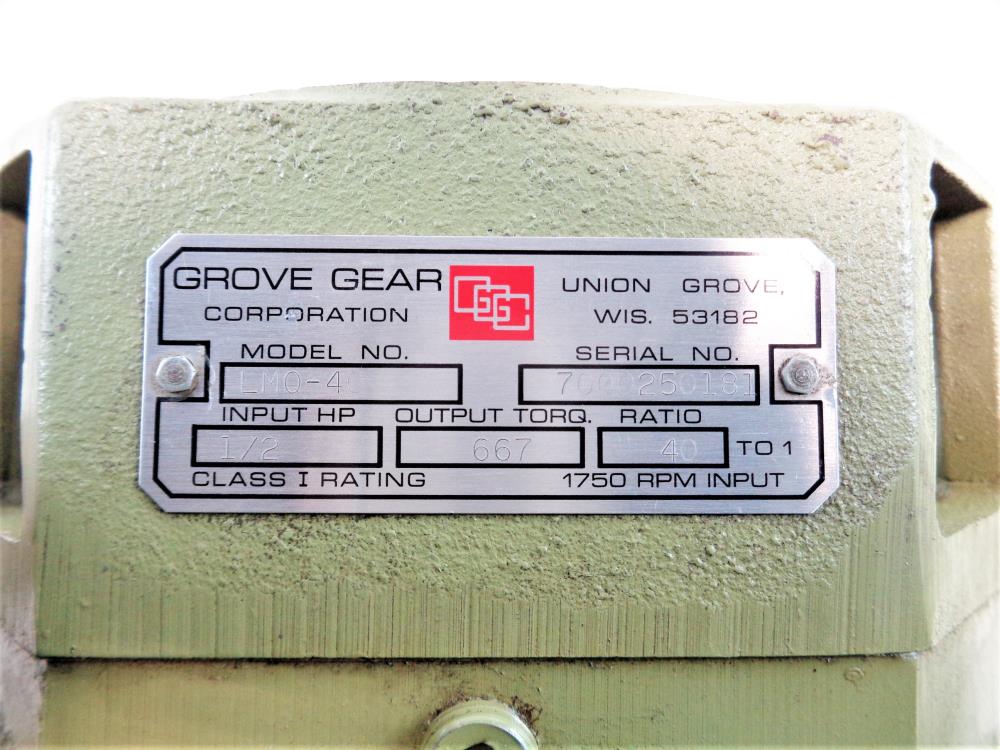 GROVE GEAR
CORPORATION
GGC
UNION GROVE,
WIS. 53182
MODEL NO.
SERIAL NO.
INPUT HP OUTPUT TORQ. RATIO
1/2 667 40 TO 1
CLASS I RATING 1750 RPM INPUT